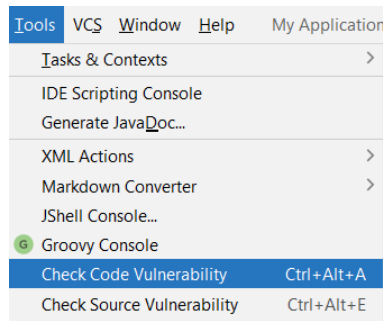 Tools VCS Window Help My Application
Tasks & Contexts >
IDE Scripting Console
Generate JavaDoc...
XML Actions >
Markdown Converter >
JShell Console...
G Groovy Console
Check Code Vulnerability Ctrl+Alt+A
Check Source Vulnerability Ctrl+Alt+E